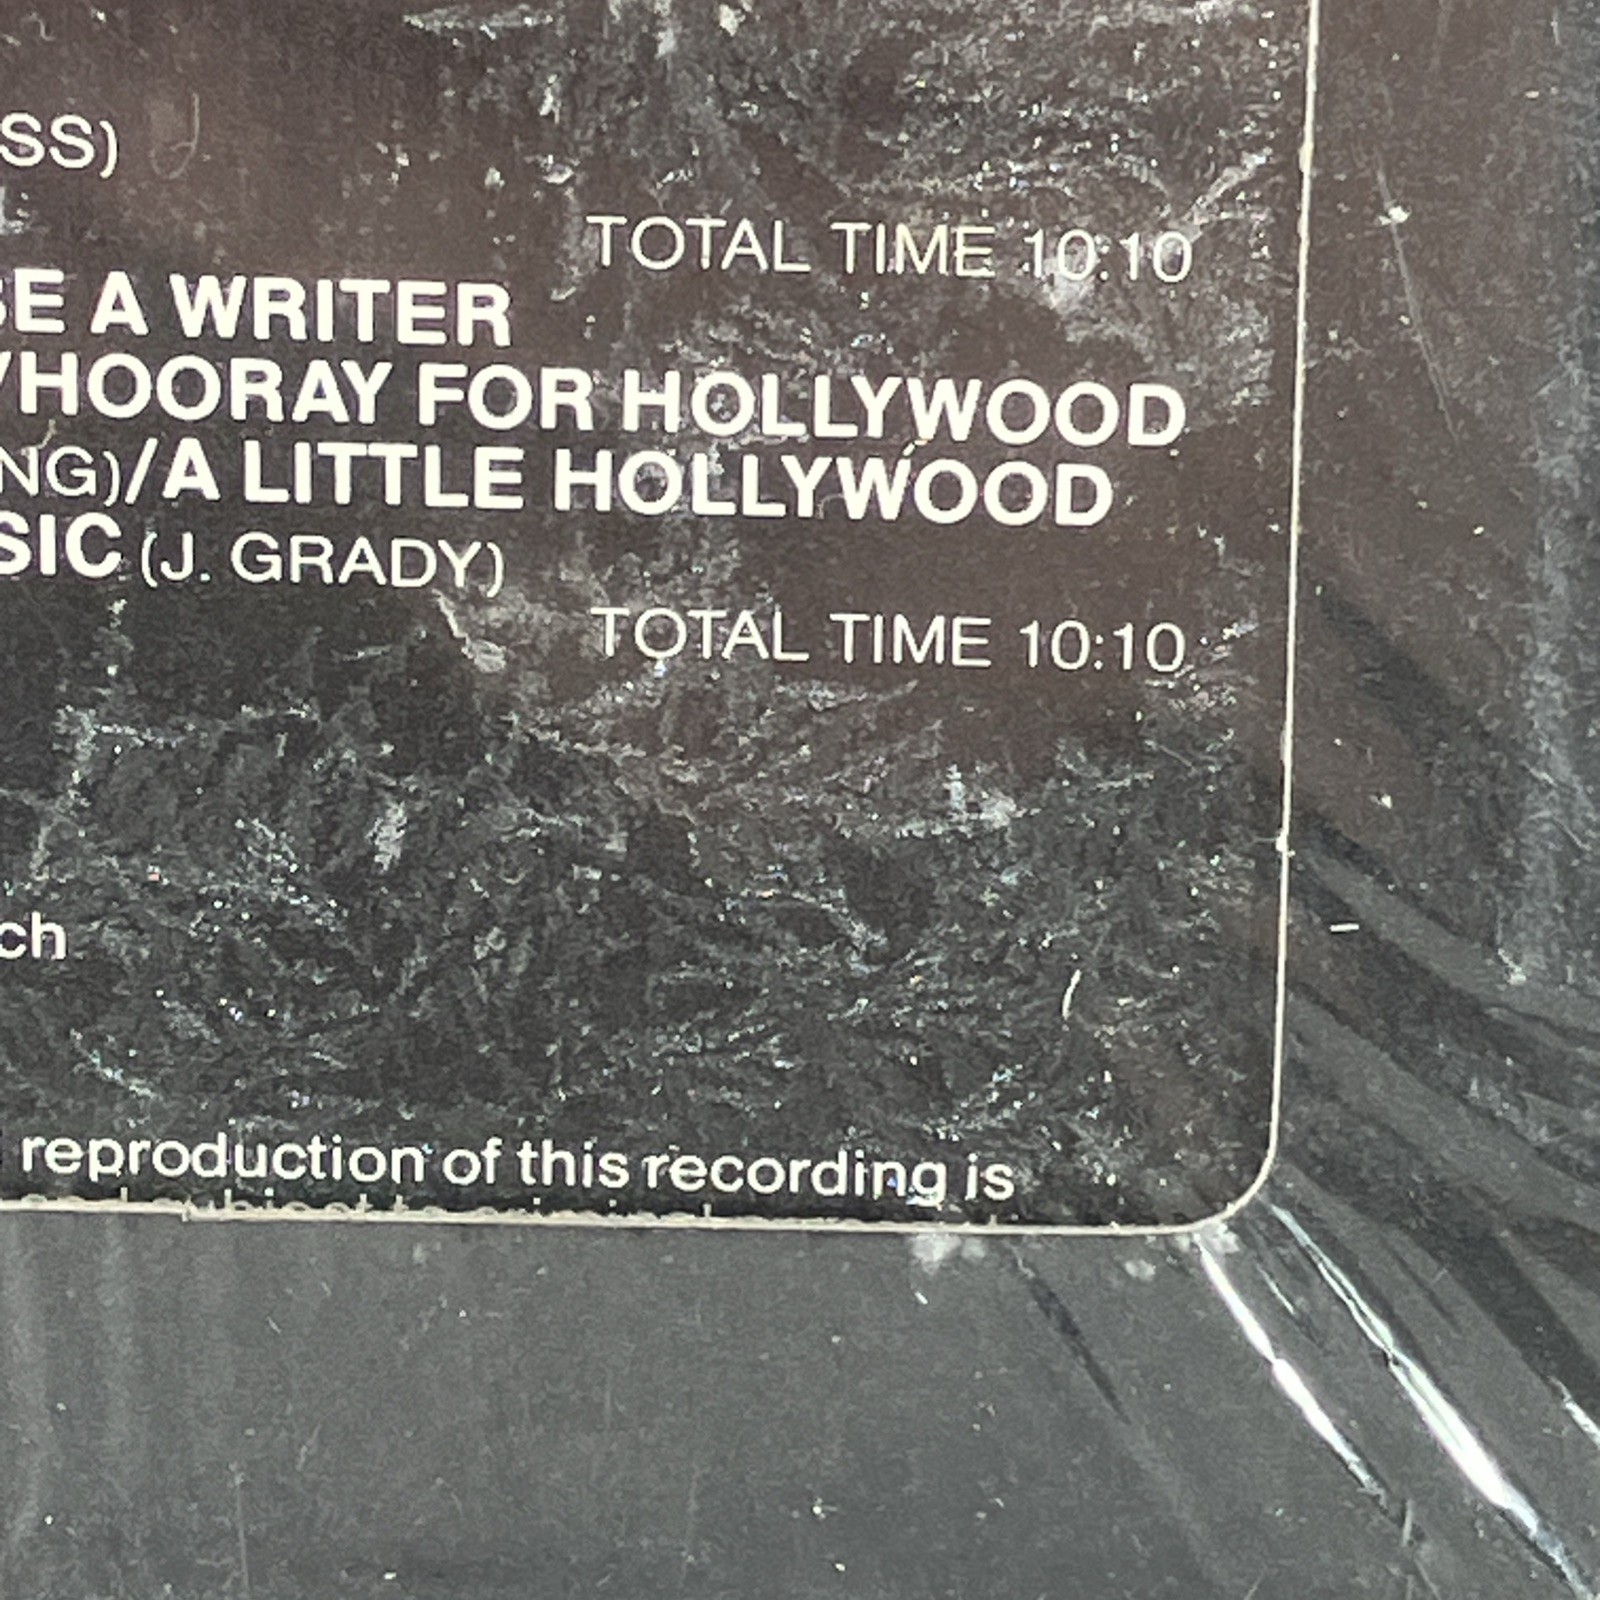 SS)
TOTAL TIME 10:10
BE A WRITER
/HOORAY FOR HOLLYWOOD
NG)/A LITTLE HOLLYWOOD
SIC (J. GRADY)
TOTAL TIME 10:10
ch
reproduction of this recording is